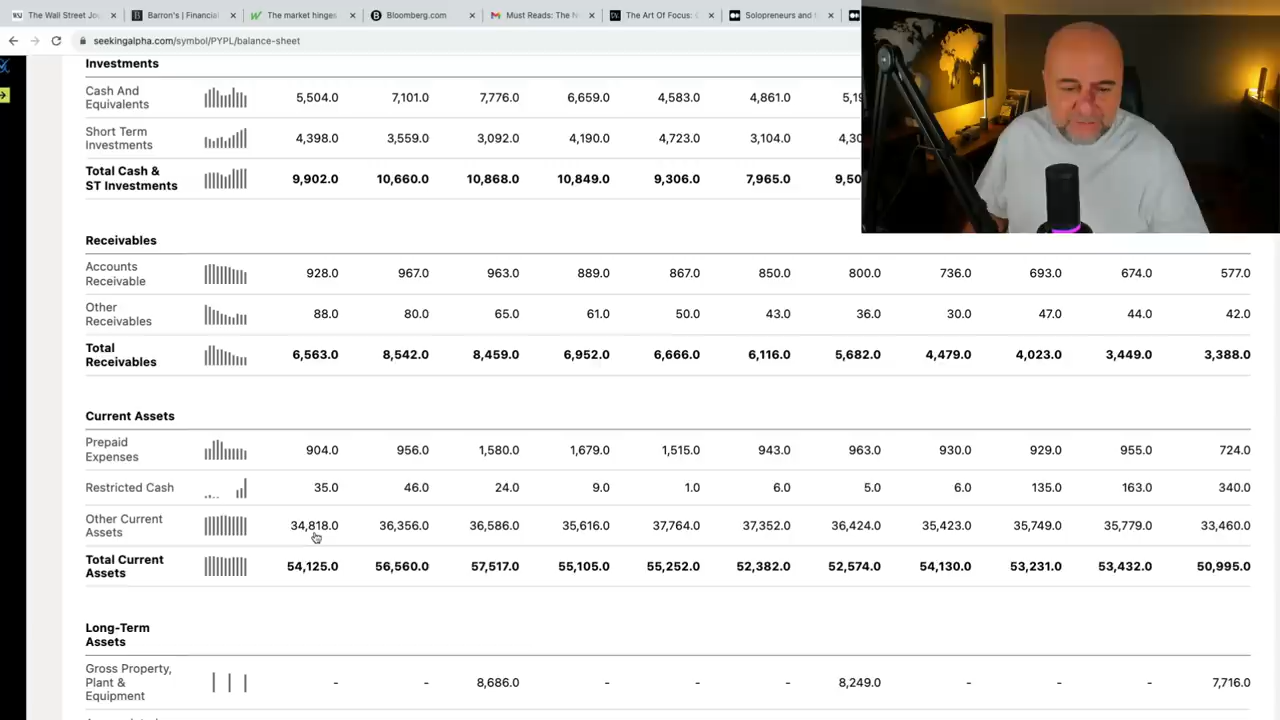 The Wall Street Jo
Barron's | Financial
The market hinges
Bloomberg.com
Must Reads: The N
The Art Of Focus:
Solopreneurs and
seekingalpha.com/symbol/PYPL/balance-sheet
Investments
Cash And Equivalents 5,504.0 7,101.0 7,776.0 6,659.0 4,583.0 4,861.0 5,19
Short Term Investments 4,398.0 3,559.0 3,092.0 4,190.0 4,723.0 3,104.0 4,30
Total Cash & ST Investments 9,902.0 10,660.0 10,868.0 10,849.0 9,306.0 7,965.0 9,50
Receivables
Accounts Receivable 928.0 967.0 963.0 889.0 867.0 850.0 800.0 736.0 693.0 674.0 577.0
Other Receivables 88.0 80.0 65.0 61.0 50.0 43.0 36.0 30.0 47.0 44.0 42.0
Total Receivables 6,563.0 8,542.0 8,459.0 6,952.0 6,666.0 6,116.0 5,682.0 4,479.0 4,023.0 3,449.0 3,388.0
Current Assets
Prepaid Expenses 904.0 956.0 1,580.0 1,679.0 1,515.0 943.0 963.0 930.0 929.0 955.0 724.0
Restricted Cash 35.0 46.0 24.0 9.0 1.0 6.0 5.0 6.0 135.0 163.0 340.0
Other Current Assets 34,818.0 36,356.0 36,586.0 35,616.0 37,764.0 37,352.0 36,424.0 35,423.0 35,749.0 35,779.0 33,460.0
Total Current Assets 54,125.0 56,560.0 57,517.0 55,105.0 55,252.0 52,382.0 52,574.0 54,130.0 53,231.0 53,432.0 50,995.0
Long-Term Assets
Gross Property, Plant & Equipment - - 8,686.0 - - - 8,249.0 - - - 7,716.0